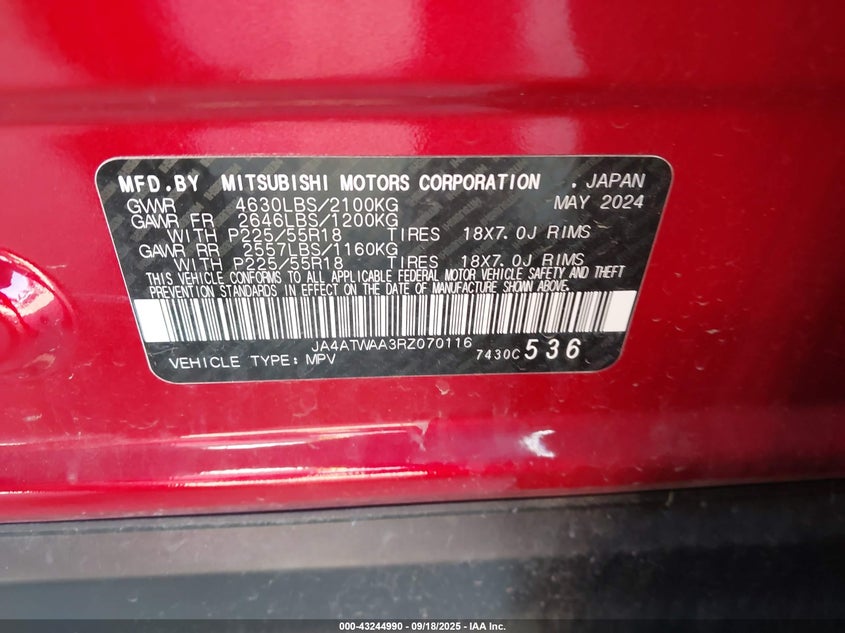 MFD.BY MITSUBISHI MOTORS CORPORATION . JAPAN
GVWR 4630LBS/2100KG MAY 2024
GAWR FR 2646LBS/1200KG
WITH P225/55R18 TIRES 18X7.0J RIMS
GAWR RR 2557LBS/1160KG
WITH P225/55R18 TIRES 18X7.0J RIMS
THIS VEHICLE CONFORMS TO ALL APPLICABLE FEDERAL MOTOR VEHICLE SAFETY AND THEFT
PREVENTION STANDARDS IN EFFECT ON THE DATE OF MANUFACTURE SHOWN ABOVE.
JA4ATWAA3RZ070116
VEHICLE TYPE: MPV 7430C 536
000-43244990 - 09/18/2025 - IAA Inc.